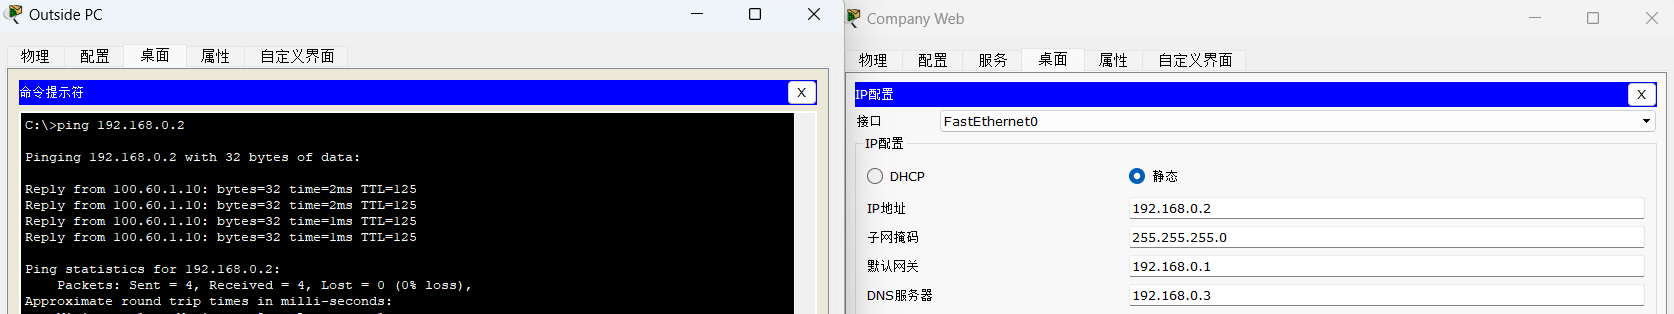 Outside PC
物理 配置 桌面 属性 自定义界面
命令提示符 X
C:\>ping 192.168.0.2
Pinging 192.168.0.2 with 32 bytes of data:
Reply from 100.60.1.10: bytes=32 time=2ms TTL=125
Reply from 100.60.1.10: bytes=32 time=2ms TTL=125
Reply from 100.60.1.10: bytes=32 time=1ms TTL=125
Reply from 100.60.1.10: bytes=32 time=1ms TTL=125
Ping statistics for 192.168.0.2:
Packets: Sent = 4, Received = 4, Lost = 0 (0% loss),
Approximate round trip times in milli-seconds:
Company Web
物理 配置 服务 桌面 属性 自定义界面
IP配置 X
接口 FastEthernet0
IP配置
DHCP 静态
IP地址 192.168.0.2
子网掩码 255.255.255.0
默认网关 192.168.0.1
DNS服务器 192.168.0.3